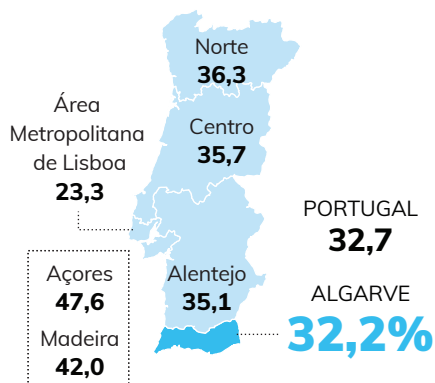 Norte
36,3
Área
Metropolitana
de Lisboa
23,3
Centro
35,7
PORTUGAL
32,7
Açores
47,6
Madeira
42,0
Alentejo
35,1
ALGARVE
32,2%